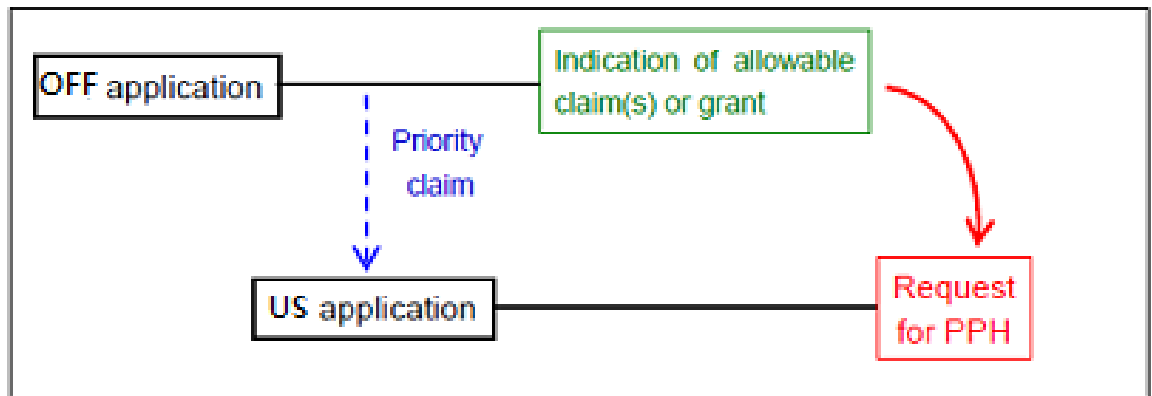 OFF application
Indication of allowable
claim(s) or grant
Priority
claim
US application
Request
for PPH